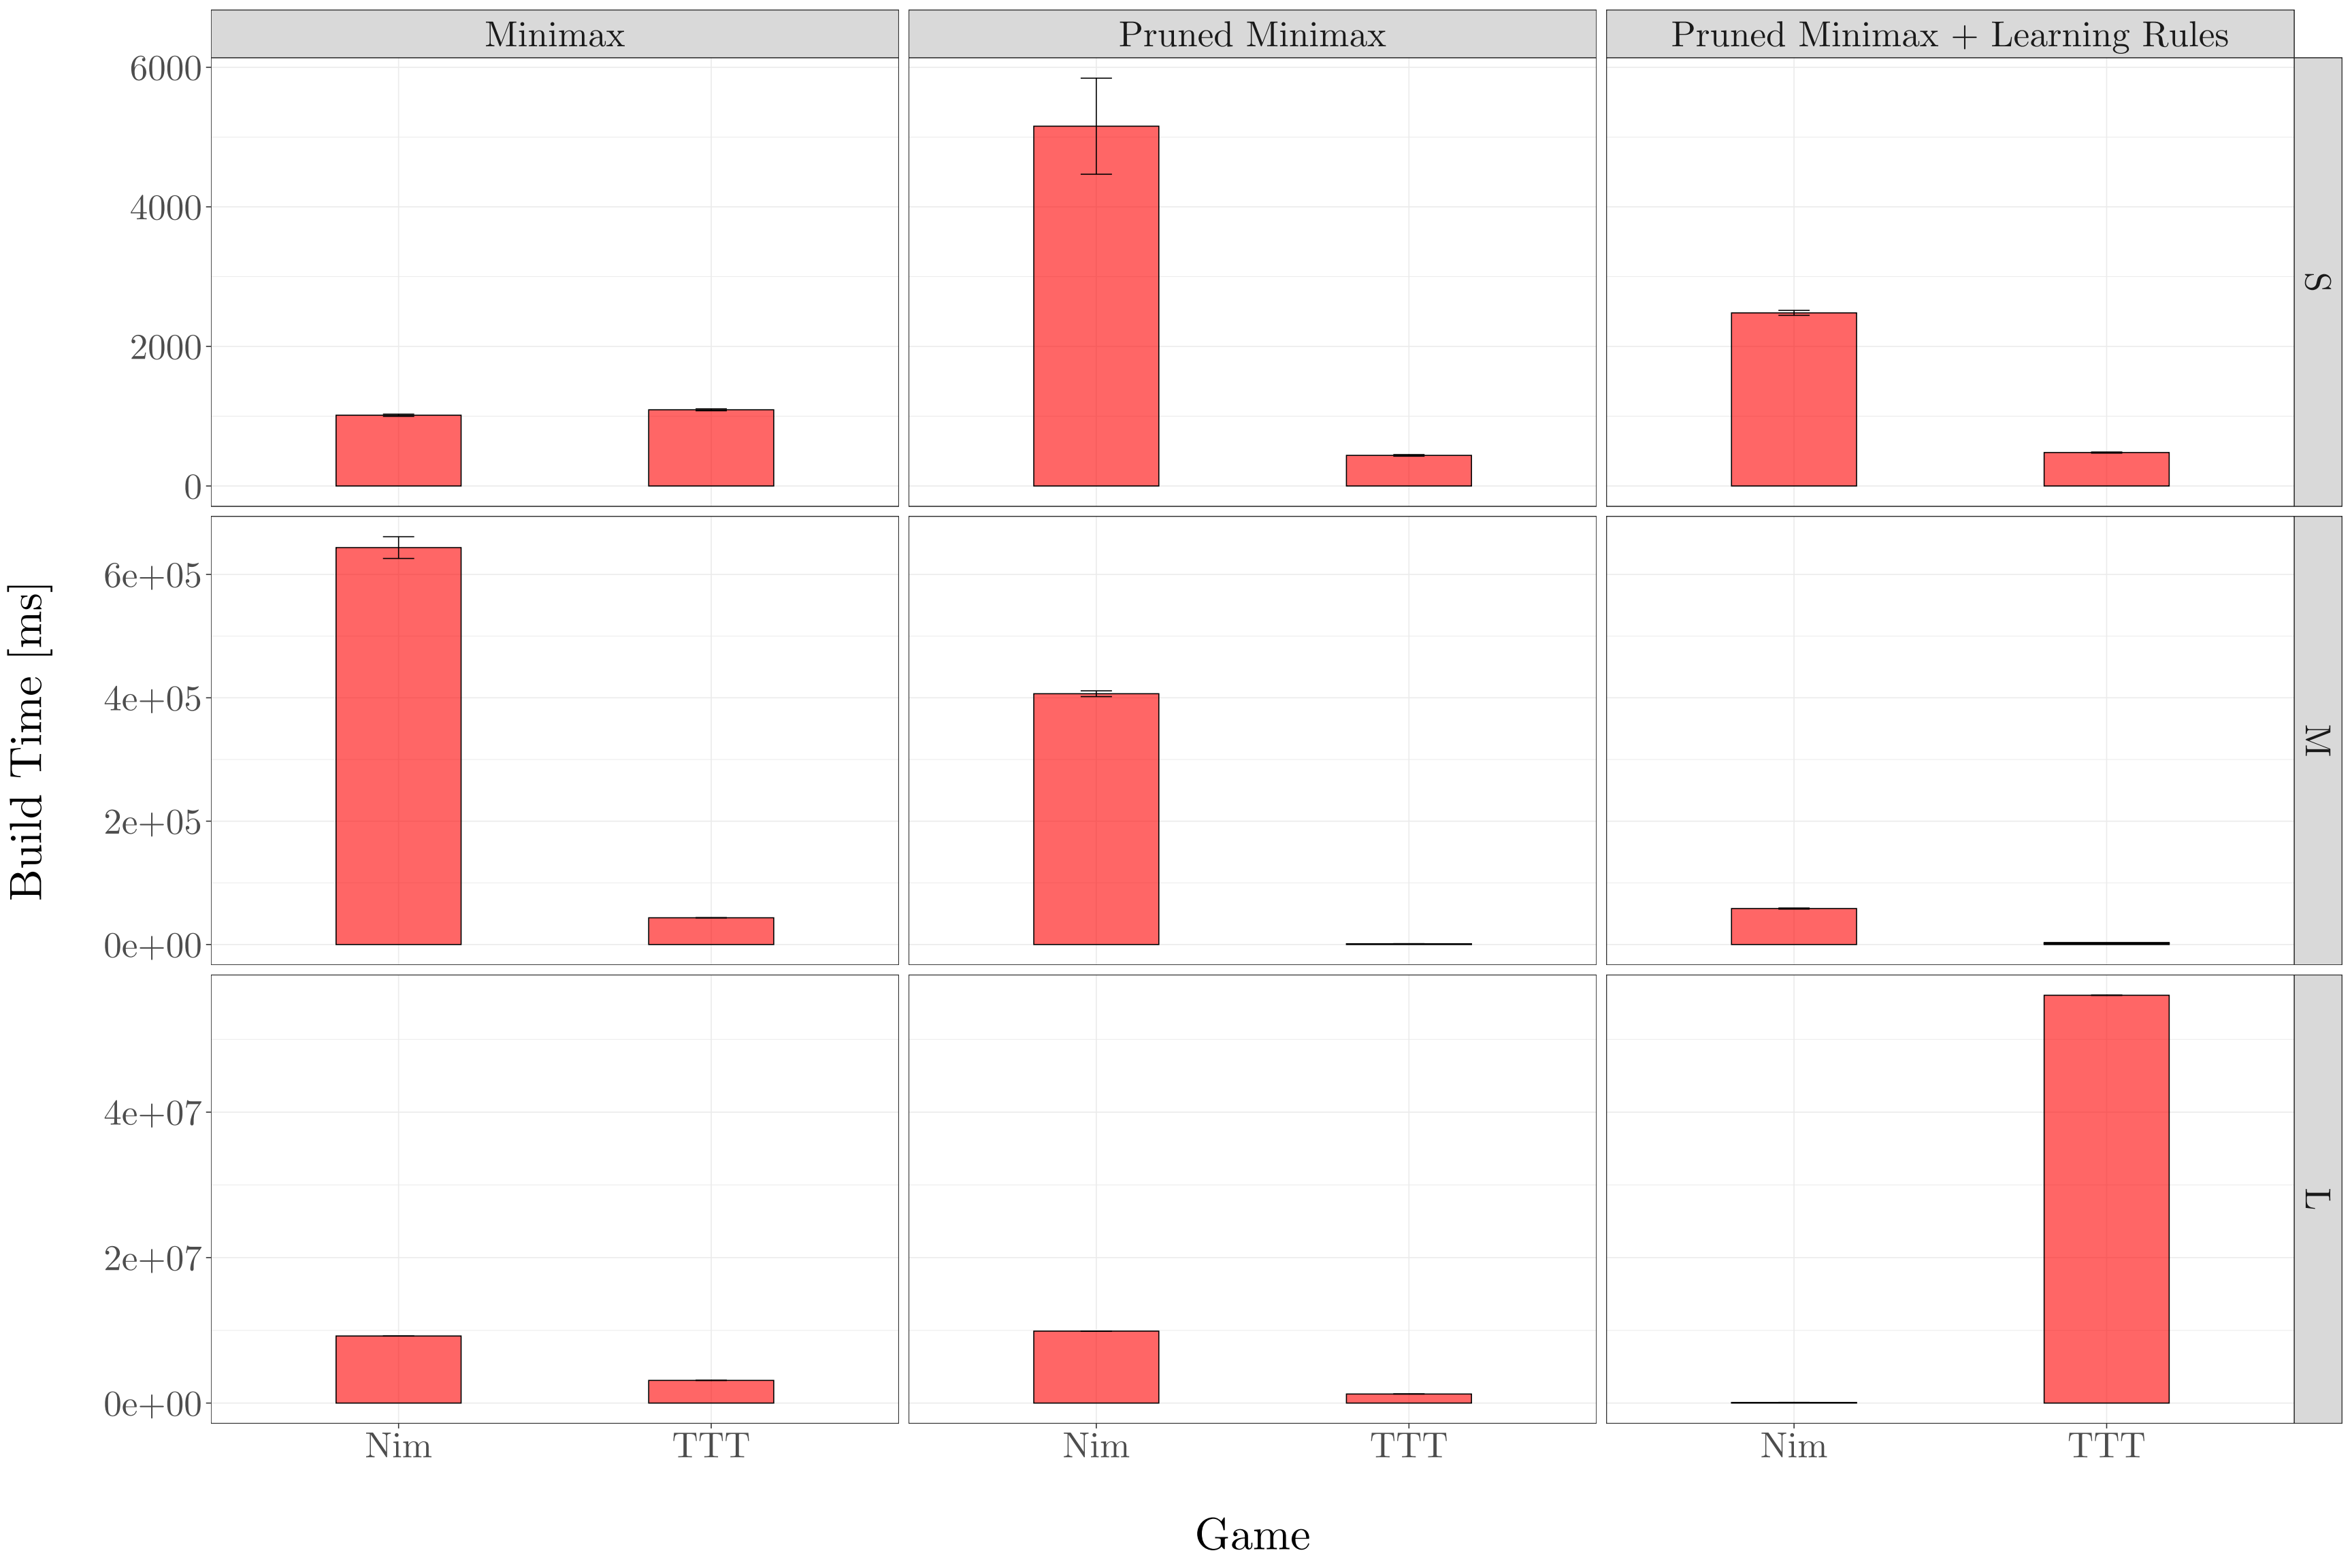 Minimax
Pruned Minimax
Pruned Minimax + Learning Rules
6000
4000
2000
0
S
6e+05
4e+05
2e+05
0e+00
M
4e+07
2e+07
0e+00
L
Build Time [ms]
Nim
TTT
Nim
TTT
Nim
TTT
Game